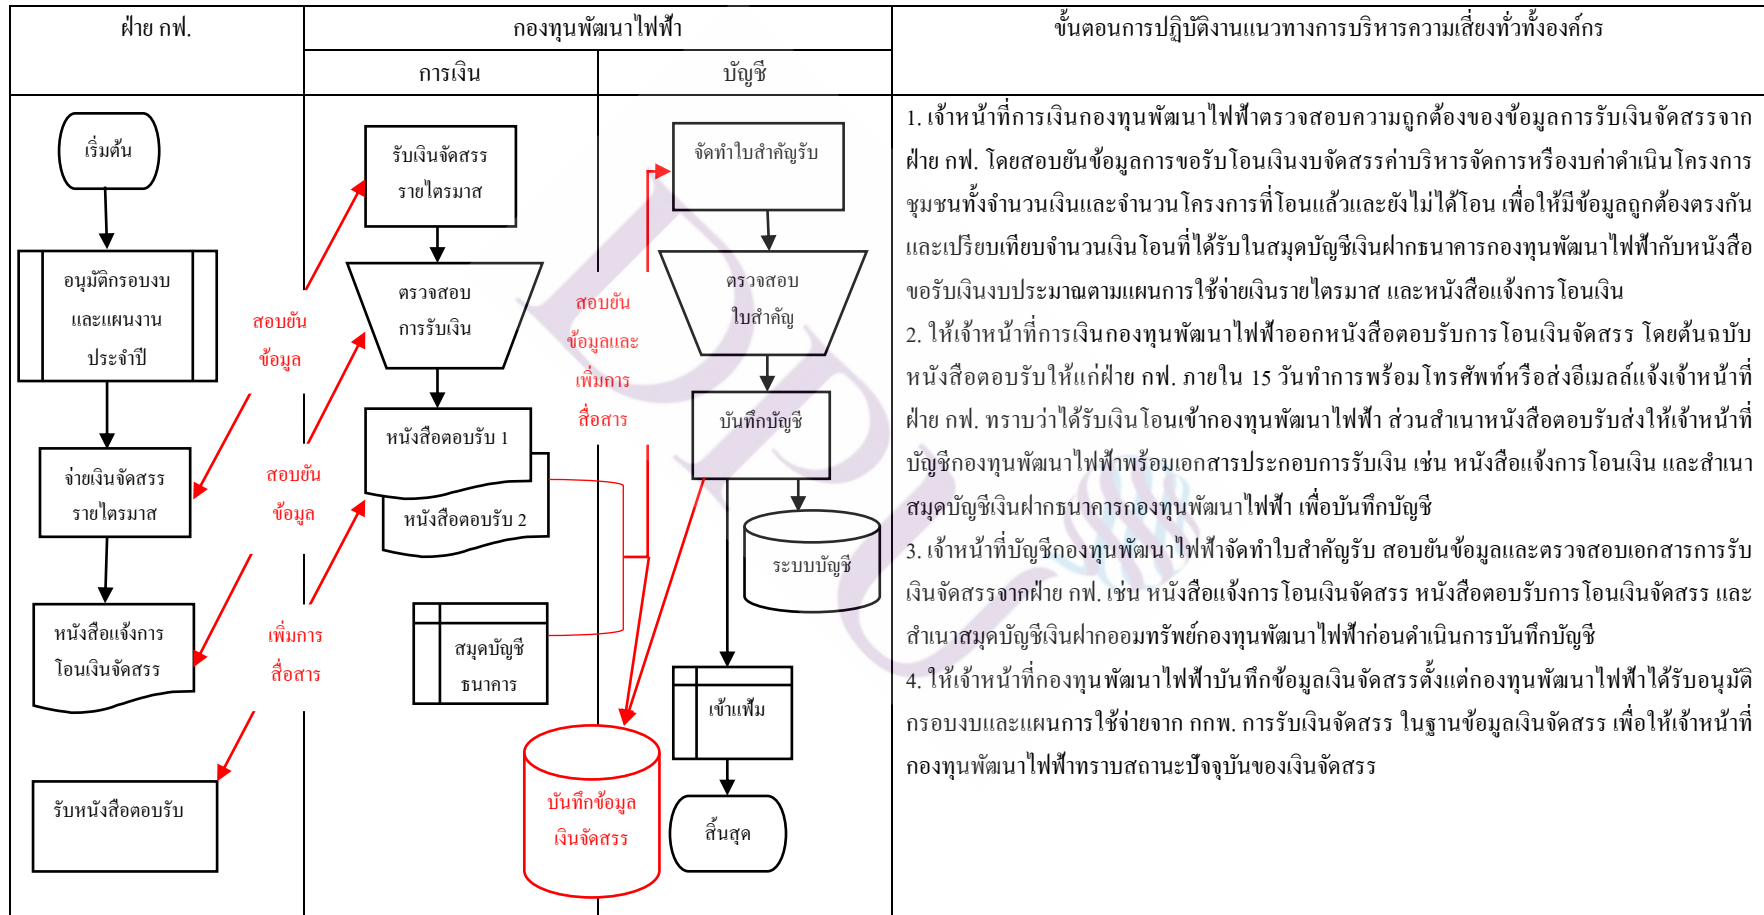 ฝ่าย กฟ.
กองทุนพัฒนาไฟฟ้า
ขั้นตอนการปฏิบัติงานแนวทางการบริหารความเสี่ยงทั่วทั้งองค์กร
การเงิน
บัญชี
เริ่มต้น
อนุมัติกรอบงบ
และแผนงาน
ประจำปี
จ่ายเงินจัดสรร
รายไตรมาส
หนังสือแจ้งการ
โอนเงินจัดสรร
รับหนังสือตอบรับ
สอบยัน
ข้อมูล
สอบยัน
ข้อมูล
เพิ่มการ
สื่อสาร
รับเงินจัดสรร
รายไตรมาส
ตรวจสอบ
การรับเงิน
หนังสือตอบรับ 1
หนังสือตอบรับ 2
สมุดบัญชี
ธนาคาร
สอบยัน
ข้อมูลและ
เพิ่มการ
สื่อสาร
บันทึกข้อมูล
เงินจัดสรร
จัดทำใบสำคัญรับ
ตรวจสอบ
ใบสำคัญ
บันทึกบัญชี
ระบบบัญชี
เข้าแฟ้ม
สิ้นสุด
1. เจ้าหน้าที่การเงินกองทุนพัฒนาไฟฟ้าตรวจสอบความถูกต้องของข้อมูลการรับเงินจัดสรรจาก
ฝ่าย กฟ. โดยสอบยันข้อมูลการขอรับโอนเงินงบจัดสรรค่าบริหารจัดการหรืองบค่าดำเนินโครงการ
ชุมชนทั้งจำนวนเงินและจำนวนโครงการที่โอนแล้วและยังไม่ได้โอน เพื่อให้มีข้อมูลถูกต้องตรงกัน
และเปรียบเทียบจำนวนเงินโอนที่ได้รับในสมุดบัญชีเงินฝากธนาคารกองทุนพัฒนาไฟฟ้ากับหนังสือ
ขอรับเงินงบประมาณตามแผนการใช้จ่ายเงินรายไตรมาส และหนังสือแจ้งการโอนเงิน
2. ให้เจ้าหน้าที่การเงินกองทุนพัฒนาไฟฟ้าออกหนังสือตอบรับการโอนเงินจัดสรร โดยต้นฉบับ
หนังสือตอบรับให้แก่ฝ่าย กฟ. ภายใน 15 วันทำการพร้อมโทรศัพท์หรือส่งอีเมลล์แจ้งเจ้าหน้าที่
ฝ่าย กฟ. ทราบว่าได้รับเงินโอนเข้ากองทุนพัฒนาไฟฟ้า ส่วนสำเนาหนังสือตอบรับส่งให้เจ้าหน้าที่
บัญชีกองทุนพัฒนาไฟฟ้าพร้อมเอกสารประกอบการรับเงิน เช่น หนังสือแจ้งการโอนเงิน และสำเนา
สมุดบัญชีเงินฝากธนาคารกองทุนพัฒนาไฟฟ้า เพื่อบันทึกบัญชี
3. เจ้าหน้าที่บัญชีกองทุนพัฒนาไฟฟ้าจัดทำใบสำคัญรับ สอบยันข้อมูลและตรวจสอบเอกสารการรับ
เงินจัดสรรจากฝ่าย กฟ. เช่น หนังสือแจ้งการโอนเงินจัดสรร หนังสือตอบรับการโอนเงินจัดสรร และ
สำเนาสมุดบัญชีเงินฝากออมทรัพย์กองทุนพัฒนาไฟฟ้าก่อนดำเนินการบันทึกบัญชี
4. ให้เจ้าหน้าที่กองทุนพัฒนาไฟฟ้าบันทึกข้อมูลเงินจัดสรรตั้งแต่กองทุนพัฒนาไฟฟ้าได้รับอนุมัติ
กรอบงบและแผนการใช้จ่ายจาก กกพ. การรับเงินจัดสรร ในฐานข้อมูลเงินจัดสรร เพื่อให้เจ้าหน้าที่
กองทุนพัฒนาไฟฟ้าทราบสถานะปัจจุบันของเงินจัดสรร
DPU